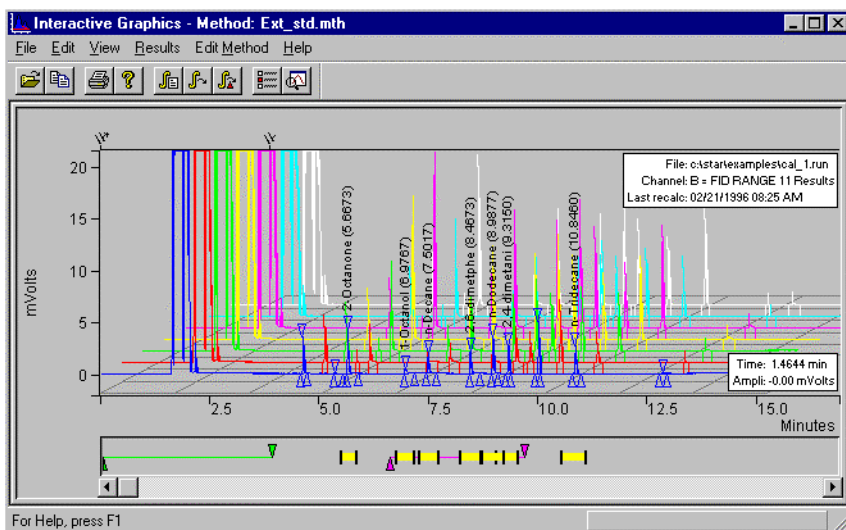 Interactive Graphics - Method: Ext_std.mth
File Edit View Results Edit Method Help
File: c:\star\examples\cal_1.run
Channel: B = FID RANGE 11 Results
Last recalc: 02/21/1996 08:25 AM
20
15
10
5
0
mVolts
2-Octanone (5.6673)
1-Octanol (6.9767)
n-Decane (7.5017)
2,6-dimetphe (8.4673)
n-Dodecane (8.9877)
2,4-dimetani (9.3150)
n-Tridecane (10.8460)
Time: 1.4644 min
Ampli: -0.00 mVolts
2.5 5.0 7.5 10.0 12.5 15.0
Minutes
For Help, press F1